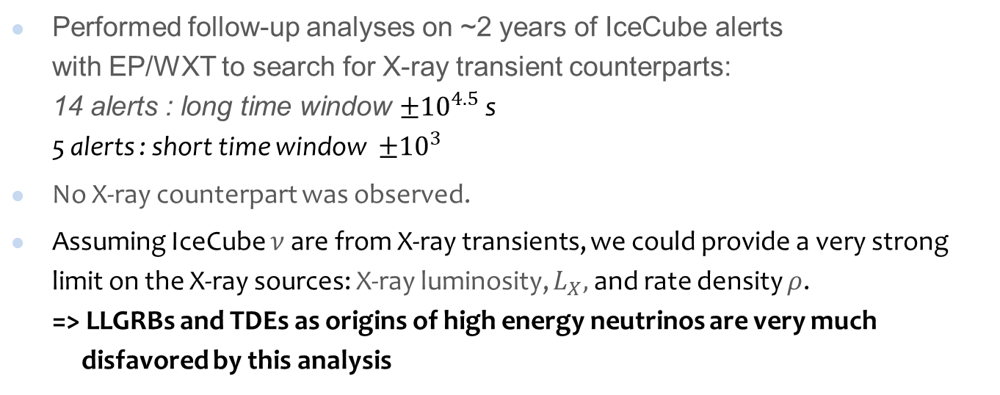 • Performed follow-up analyses on ~2 years of IceCube alerts
with EP/WXT to search for X-ray transient counterparts:
14 alerts : long time window ±10^4.5 s
5 alerts : short time window ±10^3
• No X-ray counterpart was observed.
• Assuming IceCube ν are from X-ray transients, we could provide a very strong
limit on the X-ray sources: X-ray luminosity, L_X, and rate density ρ.
=> LLGRBs and TDEs as origins of high energy neutrinos are very much
disfavored by this analysis